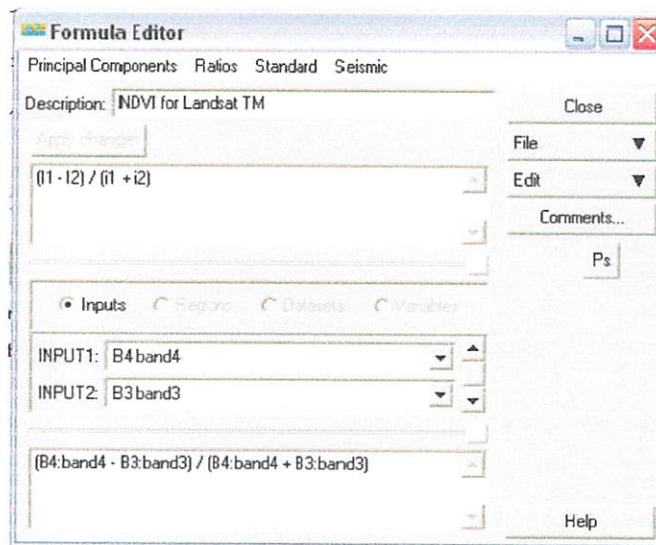 Formula Editor
Principal Components Ratios Standard Seismic
Description: NDVI for Landsat TM
Close
Apply changes
File
(I1 - I2) / (i1 + i2)
Edit
Comments...
Ps
Inputs Regions Datasets Variables
INPUT1: B4:band4
INPUT2: B3:band3
(B4:band4 - B3:band3) / (B4:band4 + B3:band3)
Help